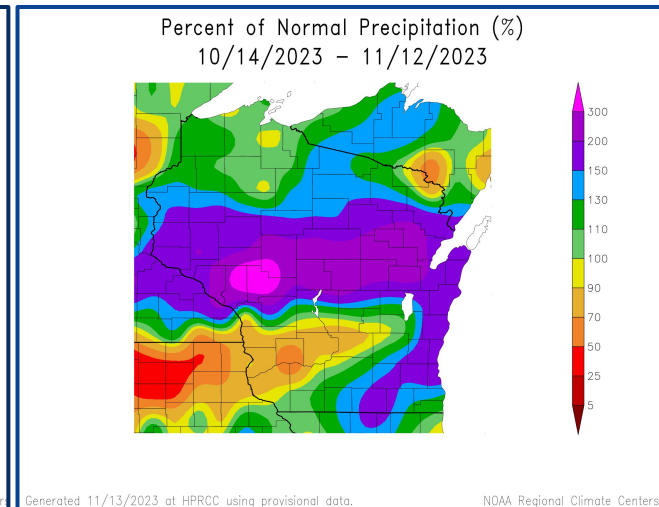 Percent of Normal Precipitation (%)
10/14/2023 – 11/12/2023
300
200
150
130
110
100
90
70
50
25
5
rs
Generated 11/13/2023 at HPRCC using provisional data.
NOAA Regional Climate Centers